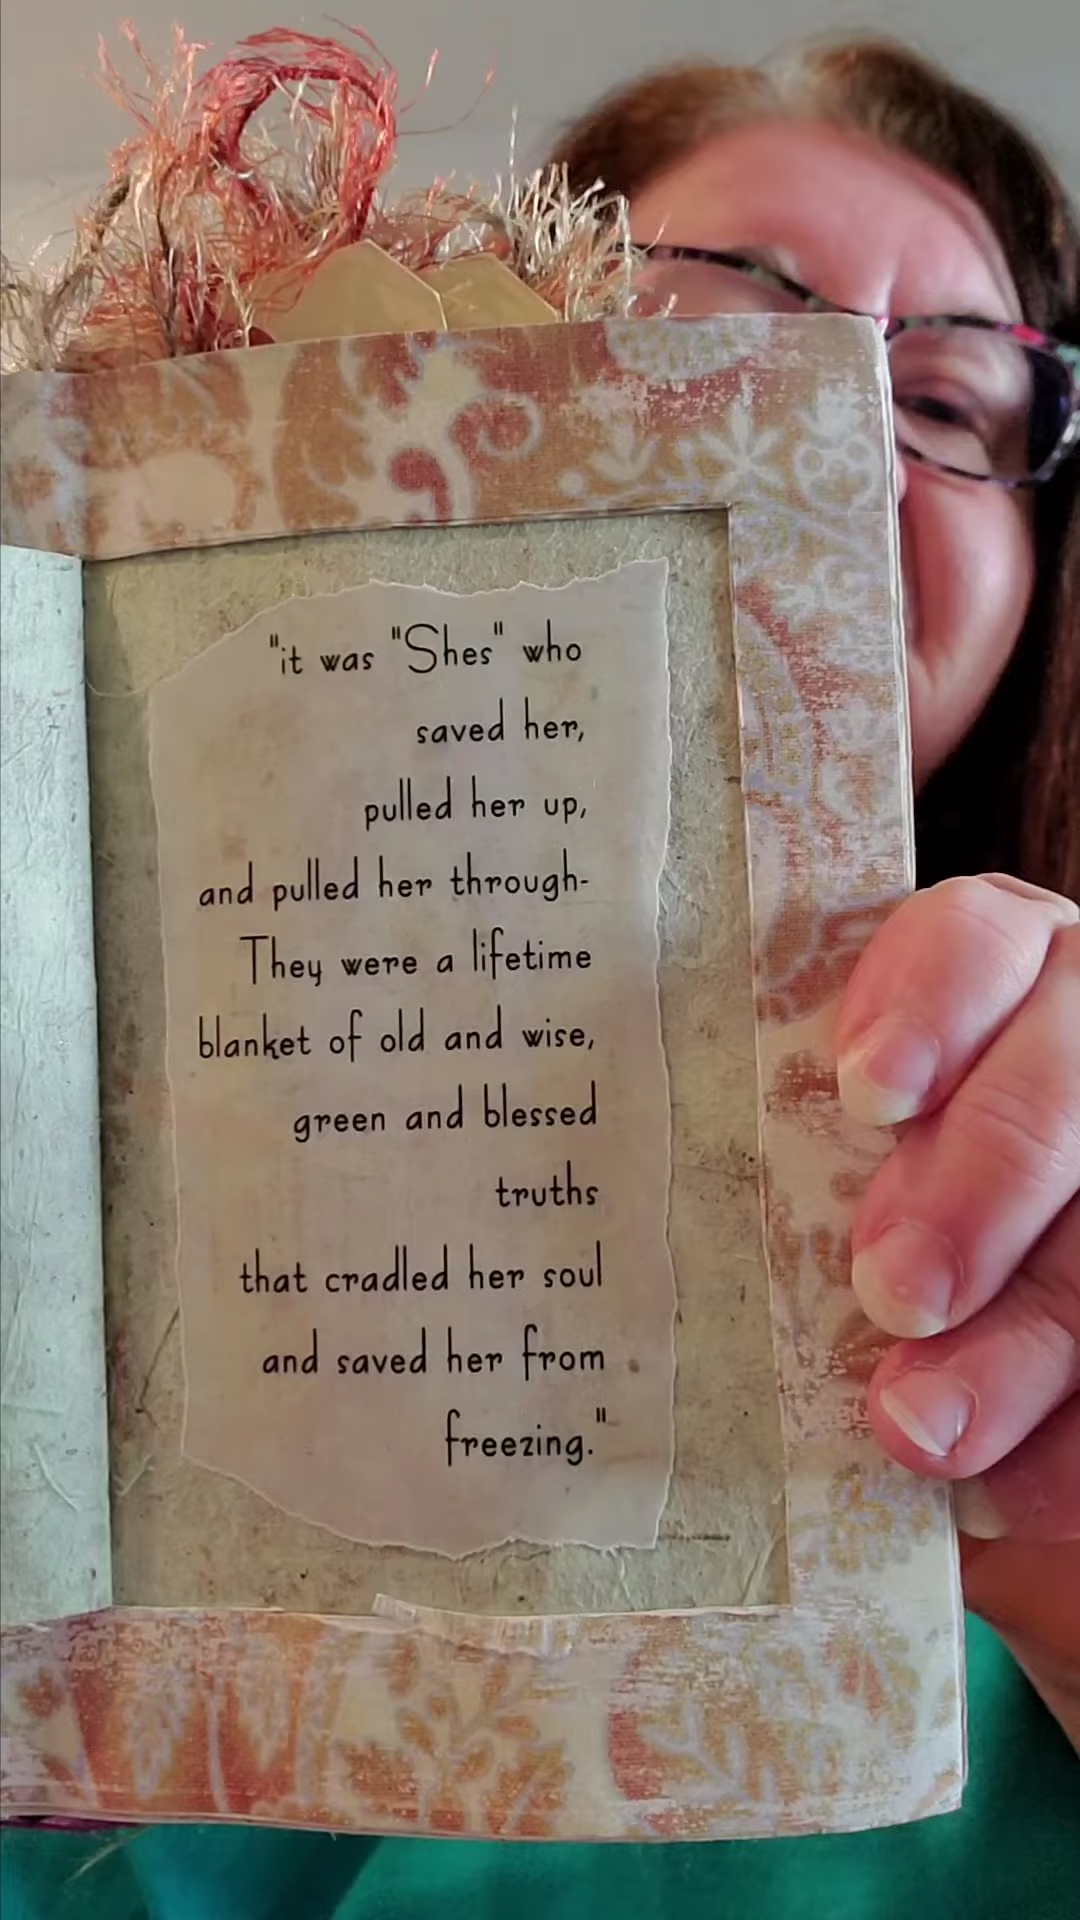 "it was "Shes" who
saved her,
pulled her up,
and pulled her through-
They were a lifetime
blanket of old and wise,
green and blessed
truths
that cradled her soul
and saved her from
freezing."